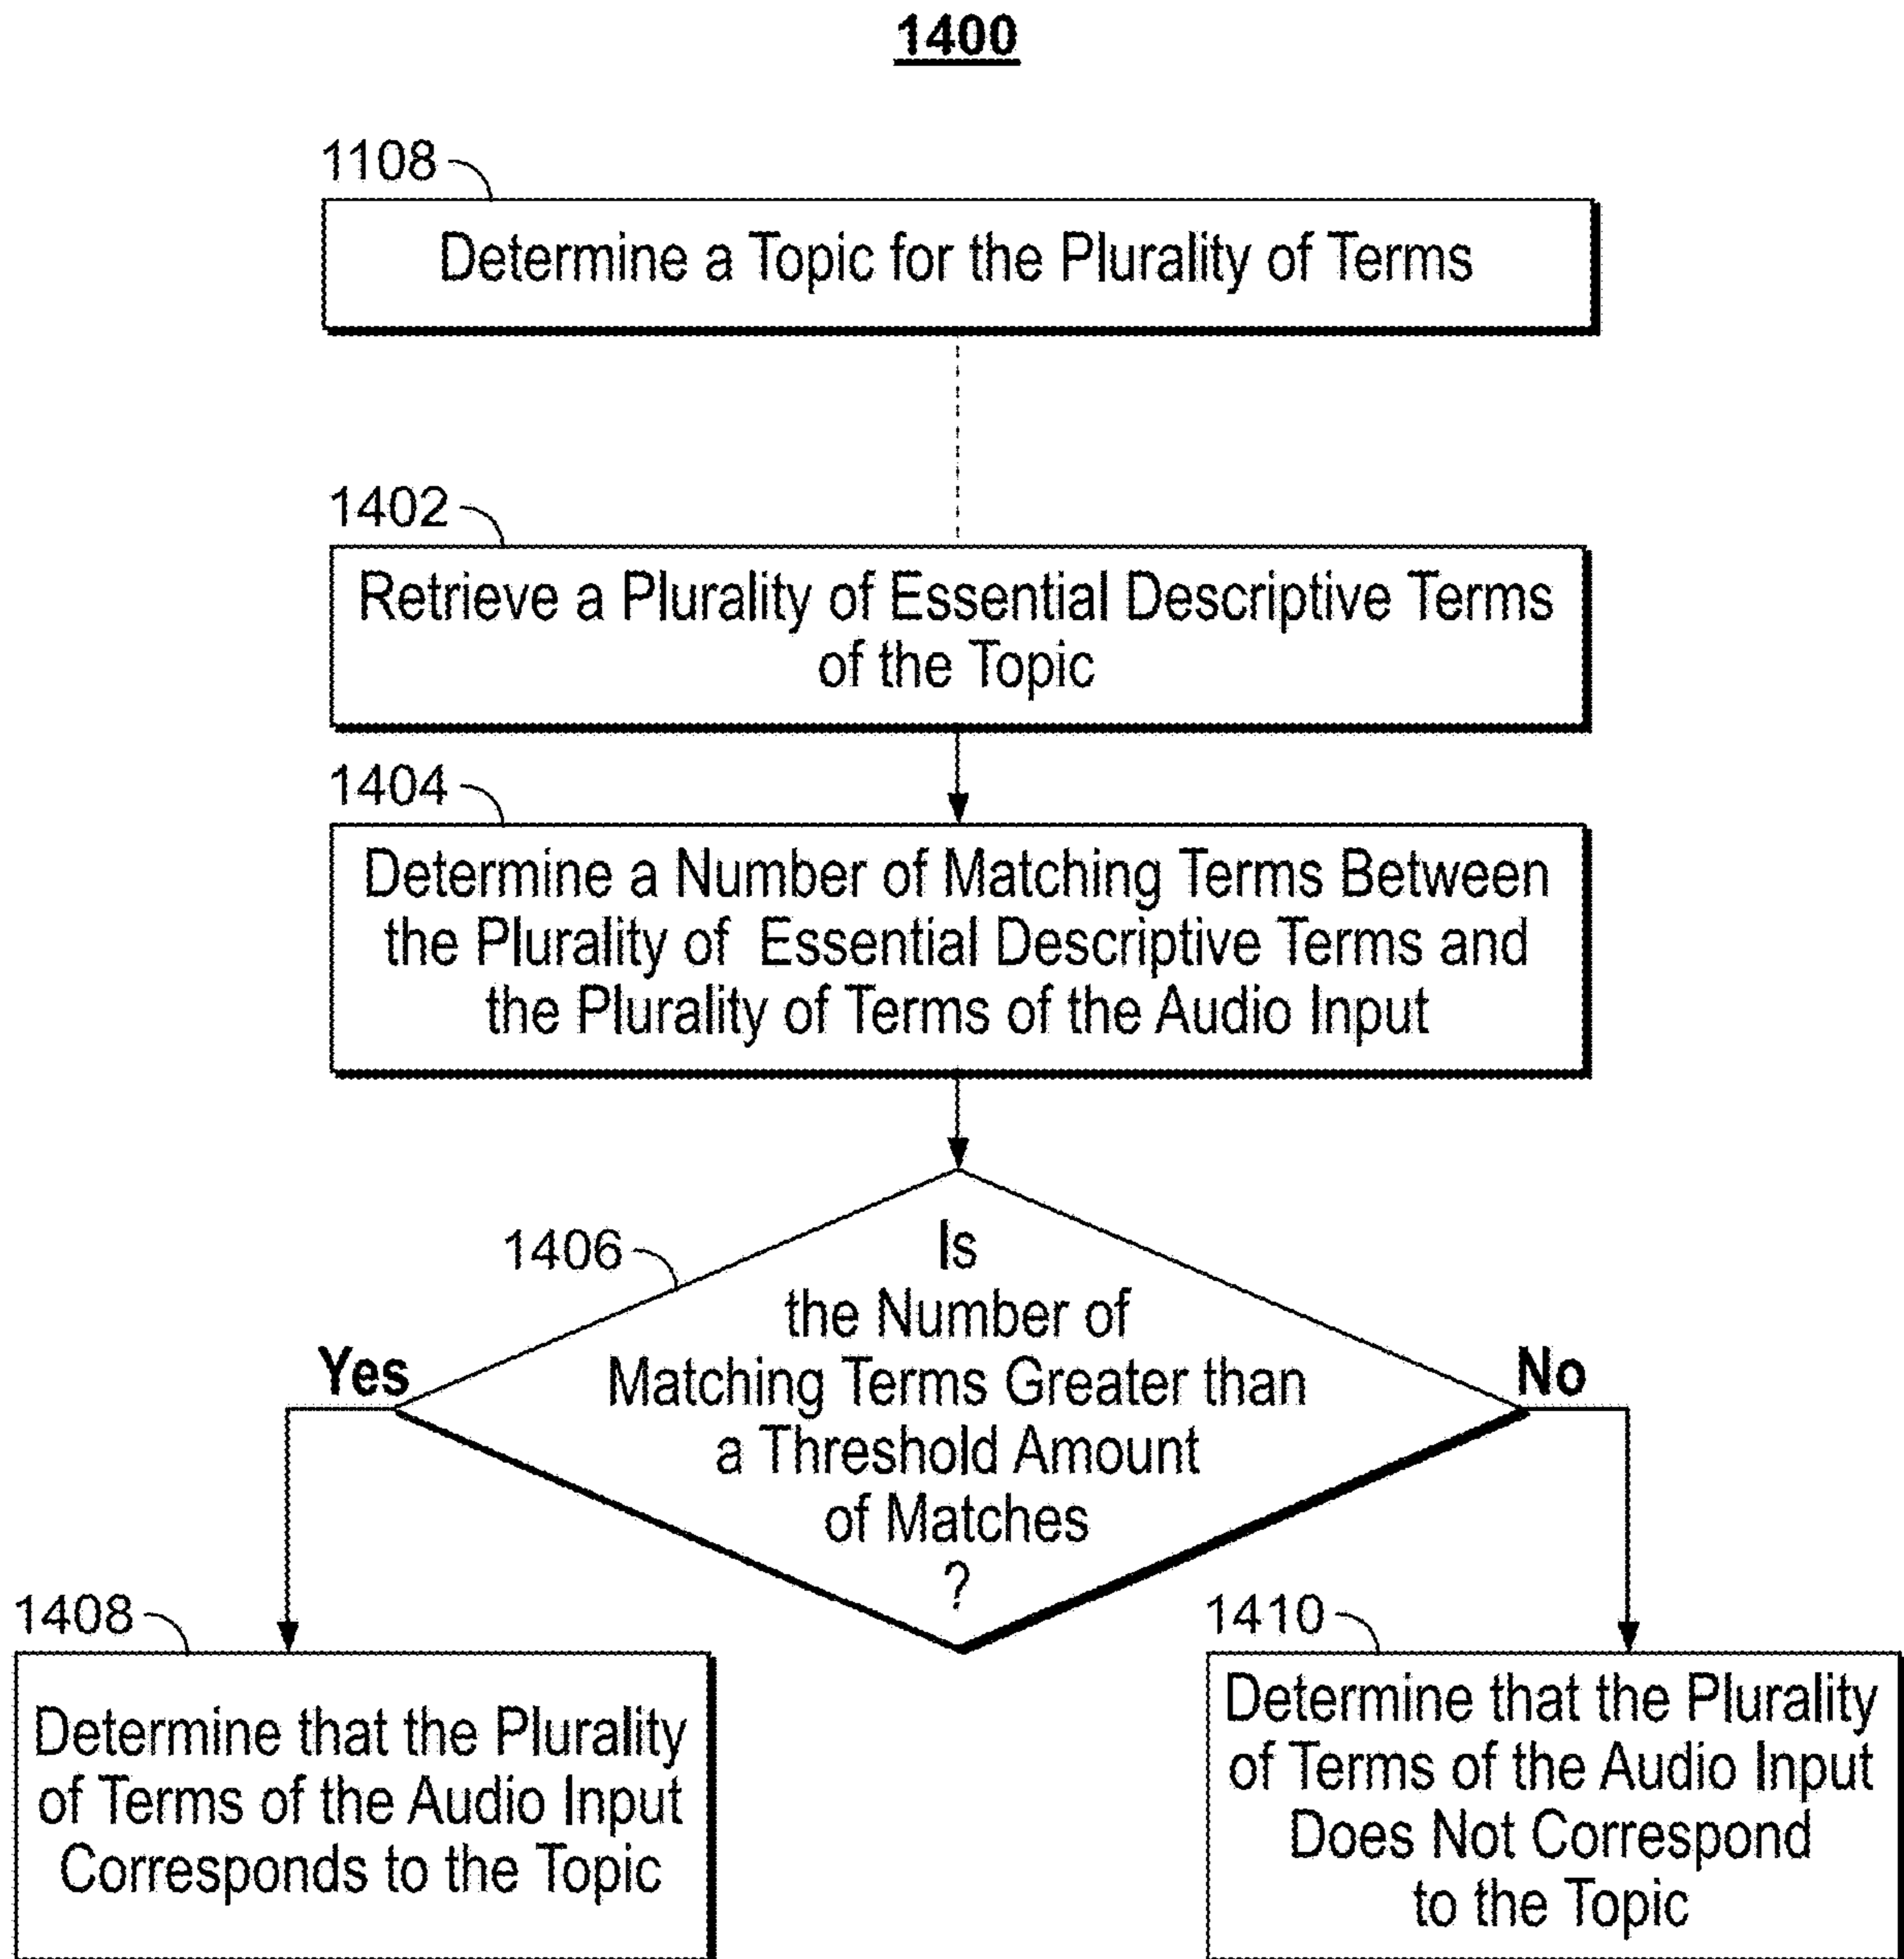 1400
1108
Determine a Topic for the Plurality of Terms
1402
Retrieve a Plurality of Essential Descriptive Terms
of the Topic
1404
Determine a Number of Matching Terms Between
the Plurality of Essential Descriptive Terms and
the Plurality of Terms of the Audio Input
1406
Is
the Number of
Matching Terms Greater than
a Threshold Amount
of Matches
?
Yes
No
1408
Determine that the Plurality
of Terms of the Audio Input
Corresponds to the Topic
1410
Determine that the Plurality
of Terms of the Audio Input
Does Not Correspond
to the Topic